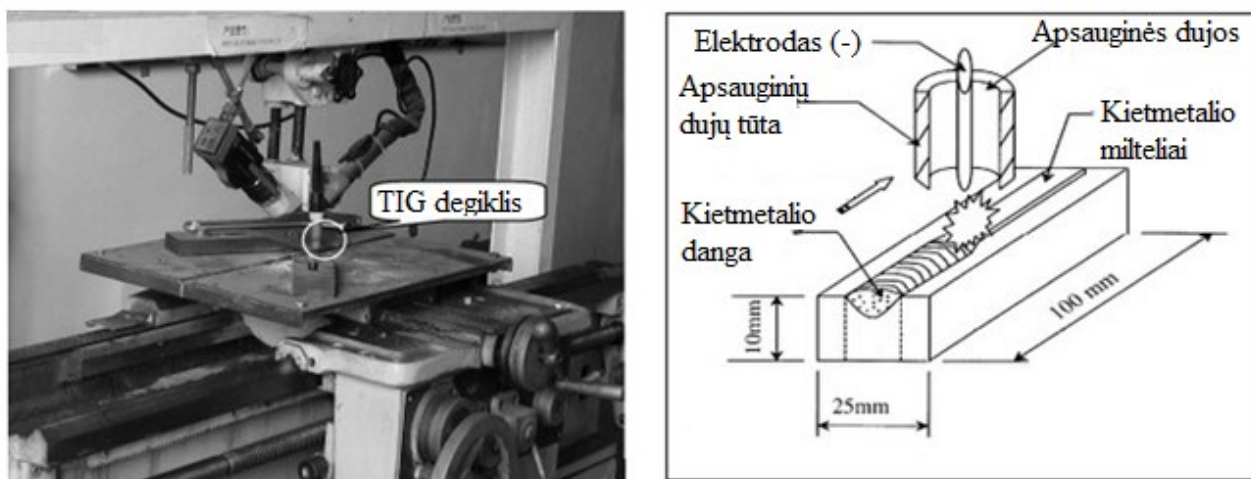 TIG degiklis
Elektrodas (-)
Apsauginės dujos
Apsauginių
dujų tūta
Kietmetalio
milteliai
Kietmetalio
danga
10mm
25mm
100 mm